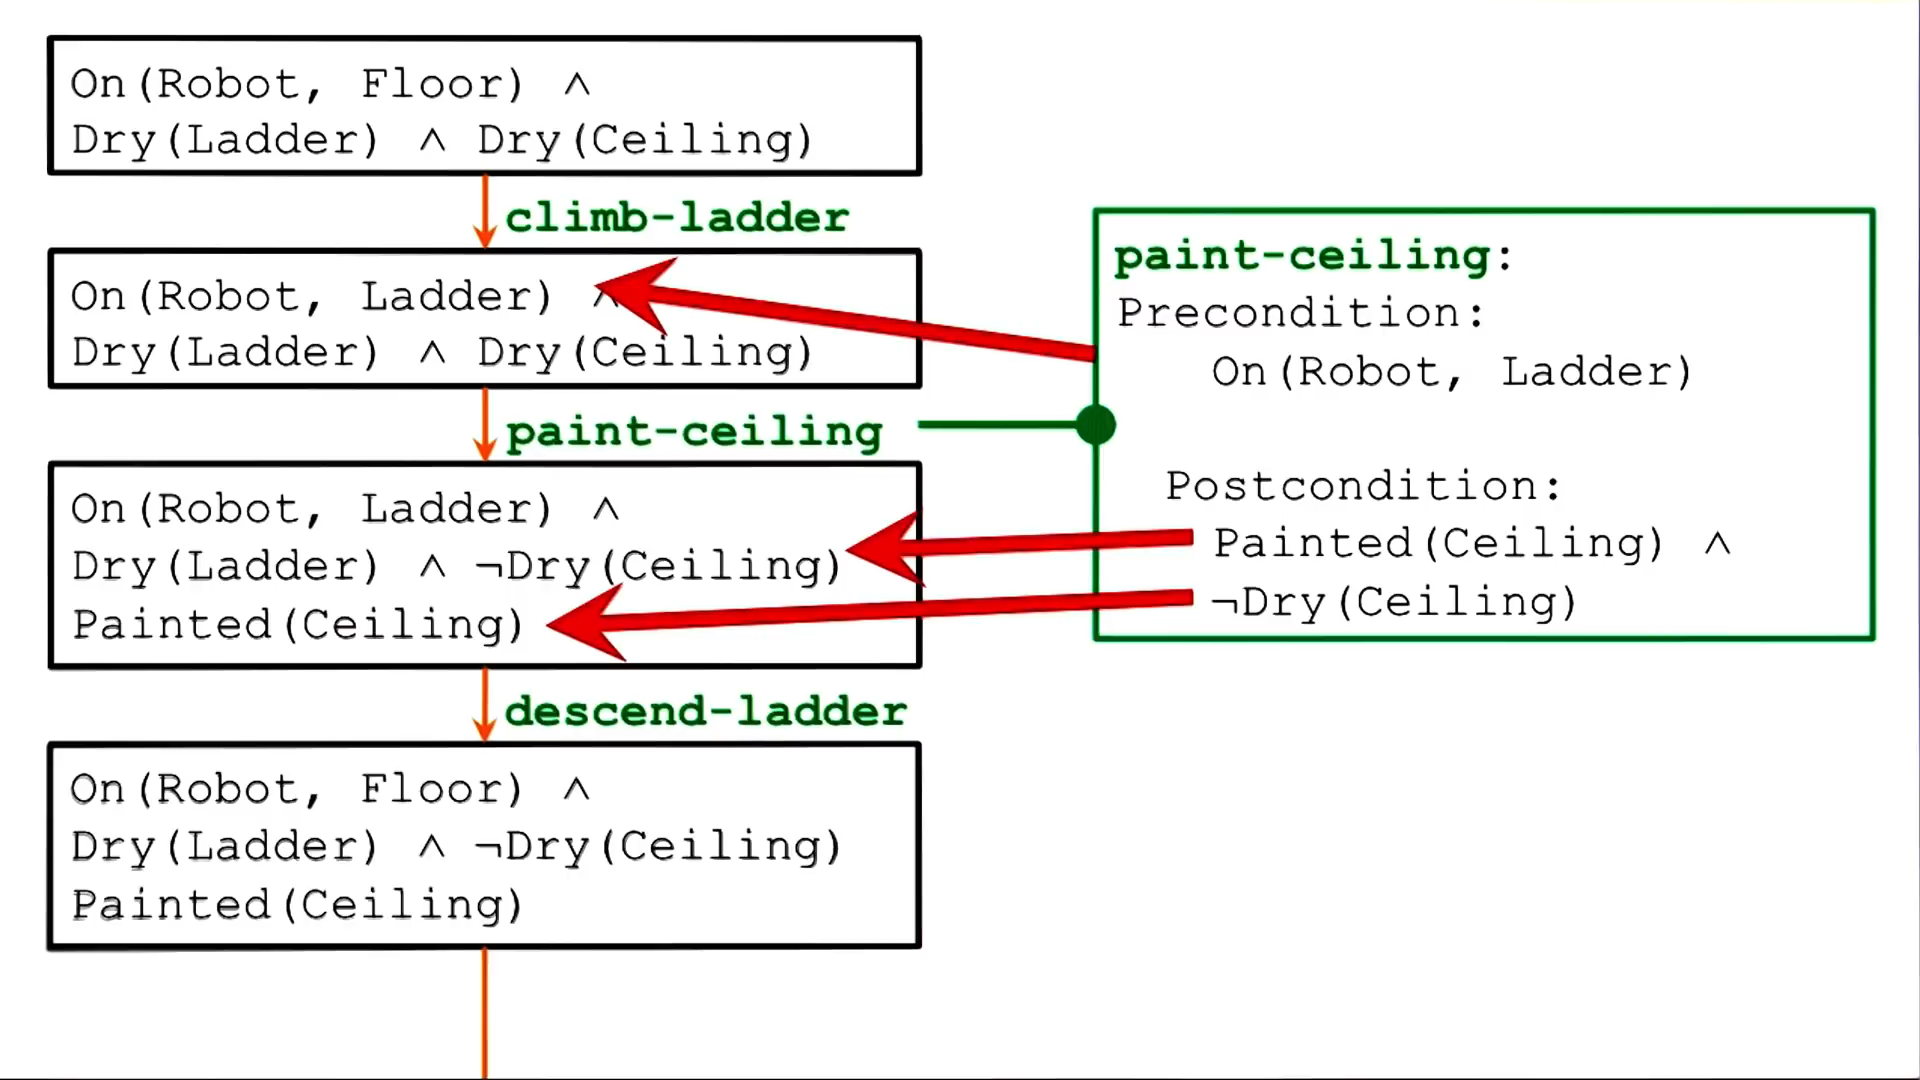 On(Robot, Floor) ∧
Dry(Ladder) ∧ Dry(Ceiling)
climb-ladder
On(Robot, Ladder) ∧
Dry(Ladder) ∧ Dry(Ceiling)
paint-ceiling
On(Robot, Ladder) ∧
Dry(Ladder) ∧ ¬Dry(Ceiling)
Painted(Ceiling)
descend-ladder
On(Robot, Floor) ∧
Dry(Ladder) ∧ ¬Dry(Ceiling)
Painted(Ceiling)
paint-ceiling:
Precondition:
On(Robot, Ladder)
Postcondition:
Painted(Ceiling) ∧
¬Dry(Ceiling)